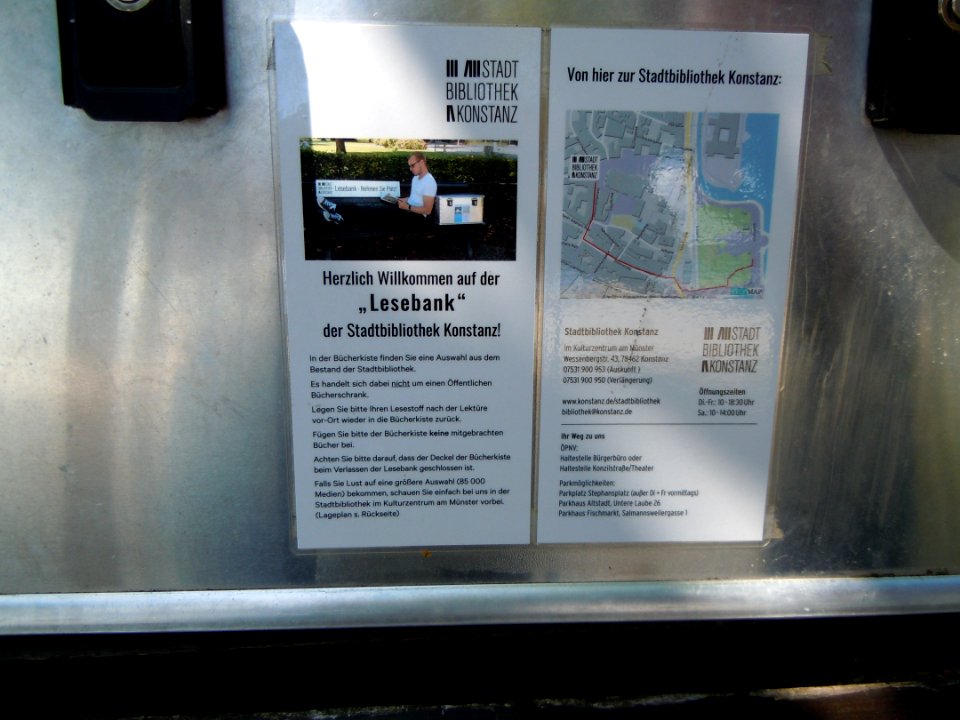 STADT
BIBLIOTHEK
KONSTANZ
Lesebank - Nehmen Sie Platz!
Herzlich Willkommen auf der
„Lesebank“
der Stadtbibliothek Konstanz!
In der Bücherkiste finden Sie eine Auswahl aus dem
Bestand der Stadtbibliothek.
Es handelt sich dabei nicht um einen Öffentlichen
Bücherschrank.
Legen Sie bitte Ihren Lesestoff nach der Lektüre
vor-Ort wieder in die Bücherkiste zurück.
Fügen Sie bitte der Bücherkiste keine mitgebrachten
Bücher bei.
Achten Sie bitte darauf, dass der Deckel der Bücherkiste
beim Verlassen der Lesebank geschlossen ist.
Falls Sie Lust auf eine größere Auswahl (85 000
Medien) bekommen, schauen Sie einfach bei uns in der
Stadtbibliothek im Kulturzentrum am Münster vorbei.
(Lageplan s. Rückseite)
Von hier zur Stadtbibliothek Konstanz:
STADT
BIBLIOTHEK
KONSTANZ
MAP
Stadtbibliothek Konstanz
Im Kulturzentrum am Münster
Wessenbergstr. 43, 78462 Konstanz
07531 900 953 (Auskunft )
07531 900 950 (Verlängerung)
www.konstanz.de/stadtbibliothek
bibliothek@konstanz.de
STADT
BIBLIOTHEK
KONSTANZ
Öffnungszeiten
Di.-Fr.: 10 - 18:30 Uhr
Sa.: 10 - 14:00 Uhr
Ihr Weg zu uns
ÖPNV:
Haltestelle Bürgerbüro oder
Haltestelle Konzilstraße/Theater
Parkmöglichkeiten:
Parkplatz Stephansplatz (außer Di + Fr vormittags)
Parkhaus Altstadt, Untere Laube 26
Parkhaus Fischmarkt, Salmannsweilergasse 1